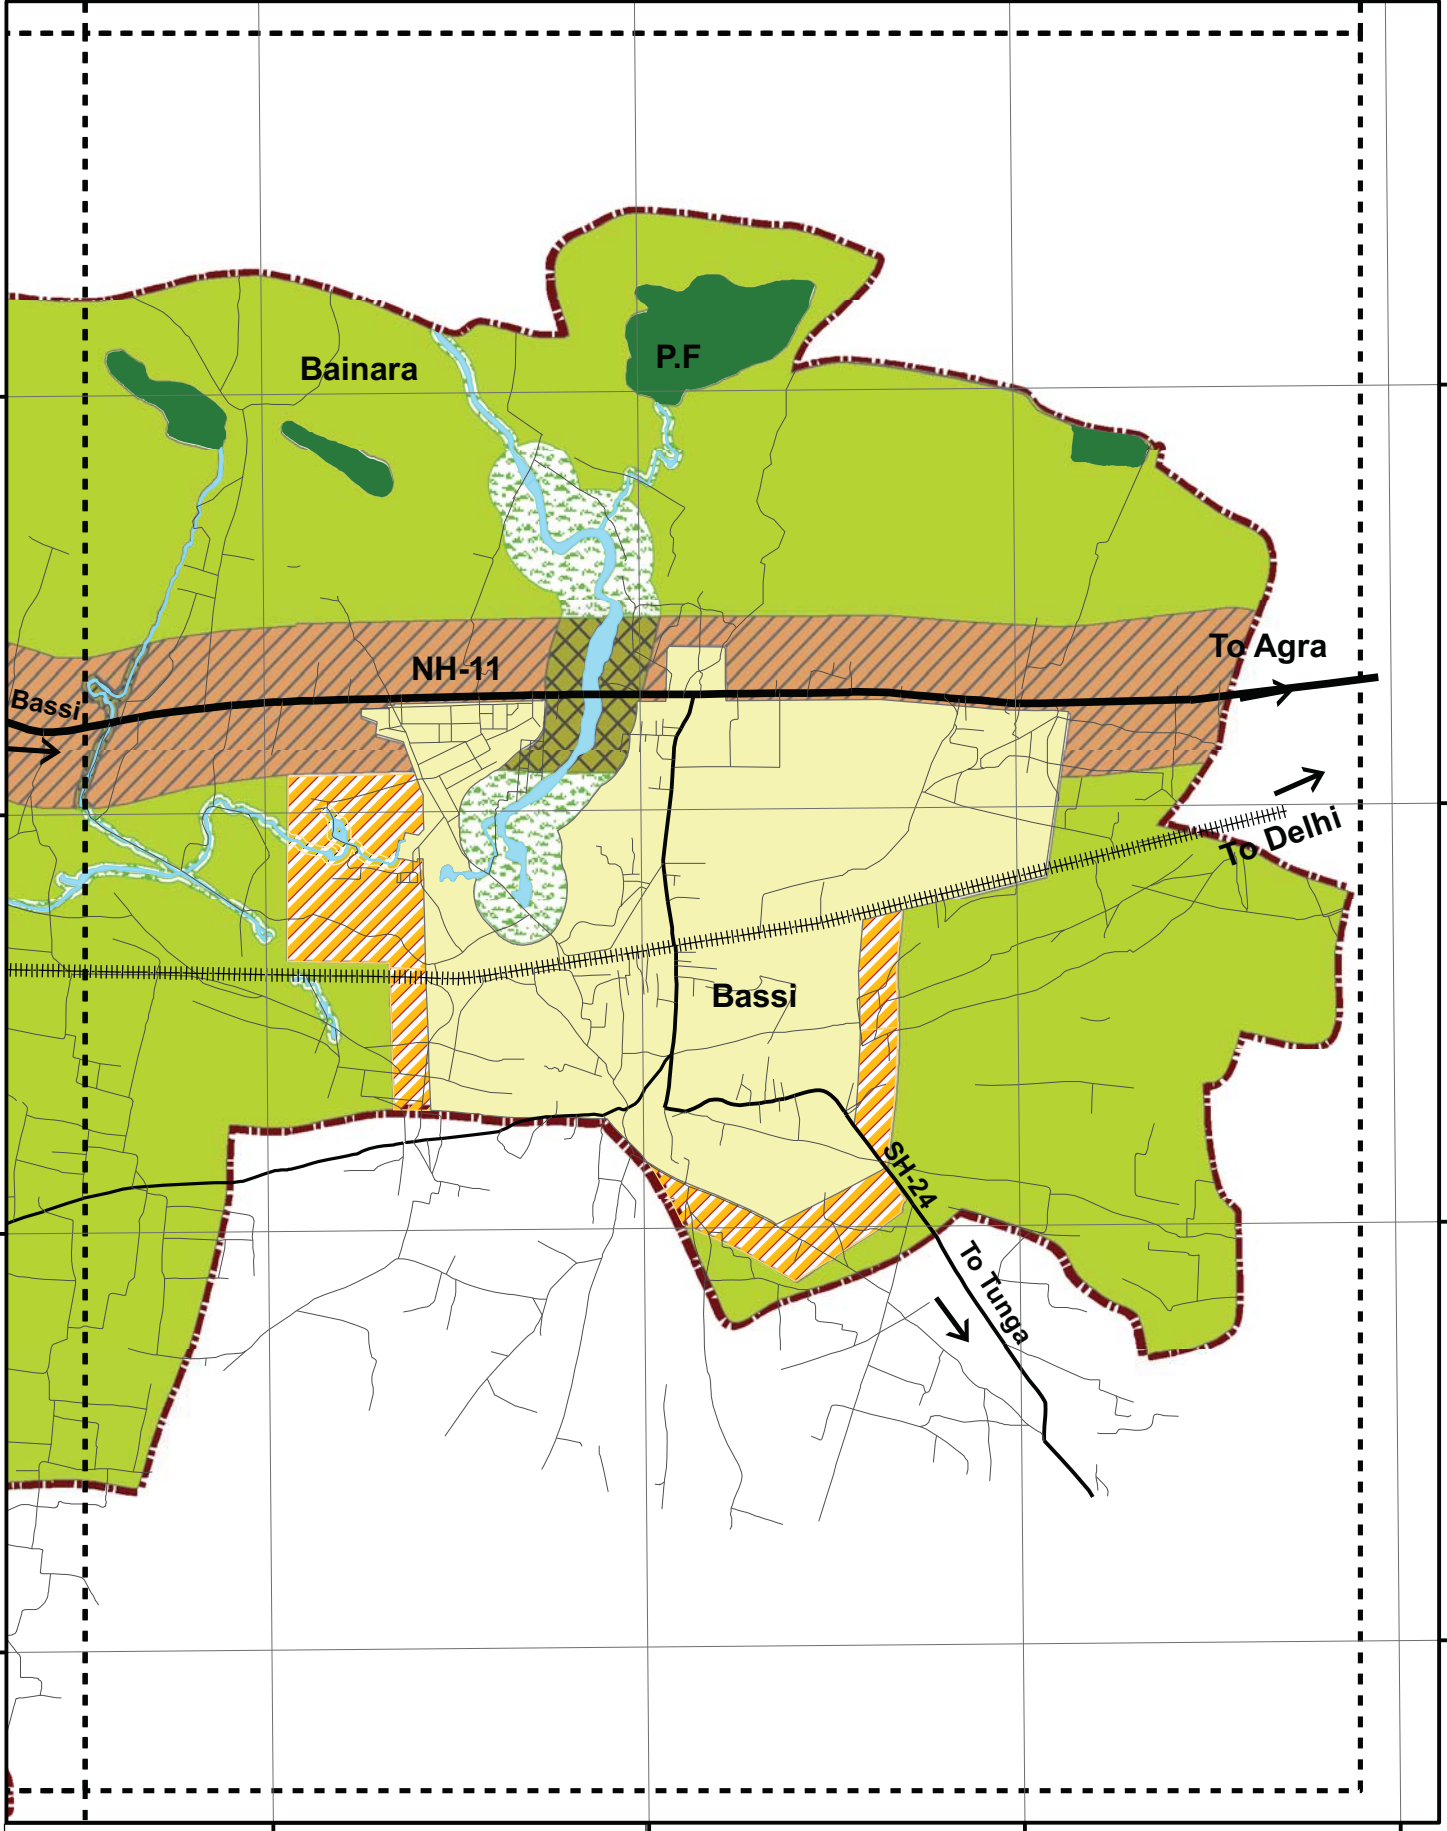 P.F
Bainara
To Agra
NH-11
Bassi
To Delhi
Bassi
SH-24
To Tunga